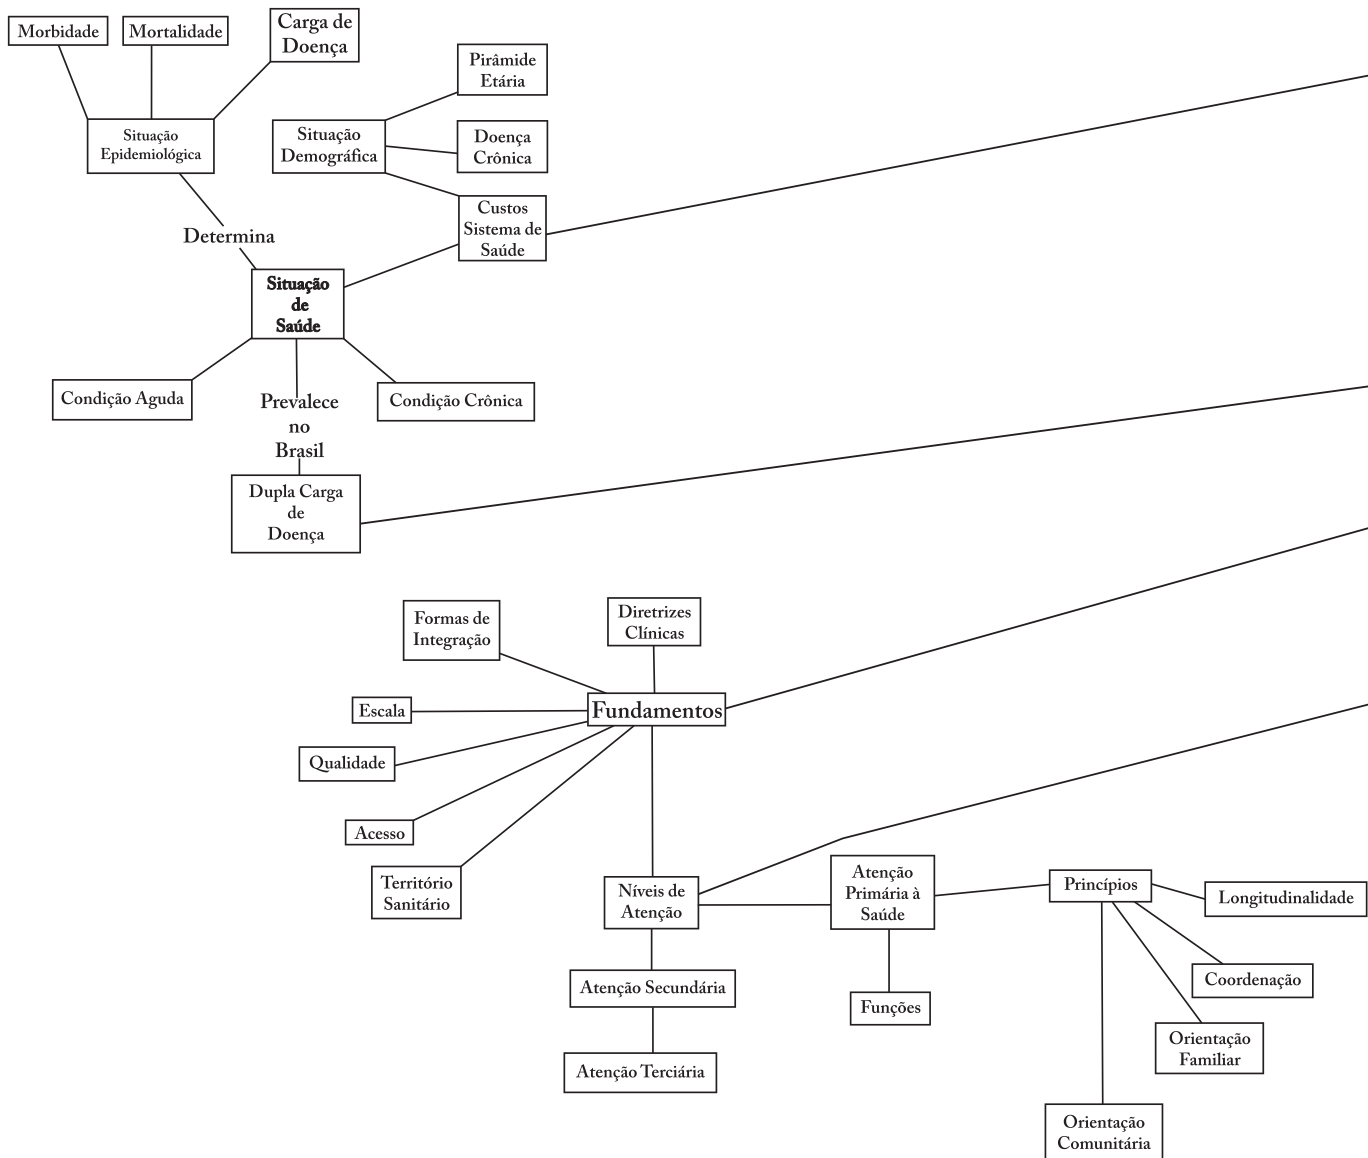 Morbidade
Mortalidade
Carga de
Doença
Pirâmide
Etária
Situação
Epidemiológica
Situação
Demográfica
Doença
Crônica
Custos
Sistema de
Saúde
Determina
Situação
de
Saúde
Condição Aguda
Prevalece
no
Brasil
Condição Crônica
Dupla Carga
de
Doença
Formas de
Integração
Diretrizes
Clínicas
Escala
Fundamentos
Qualidade
Acesso
Território
Sanitário
Níveis de
Atenção
Atenção
Primária à
Saúde
Princípios
Longitudinalidade
Atenção Secundária
Funções
Coordenação
Orientação
Familiar
Atenção Terciária
Orientação
Comunitária